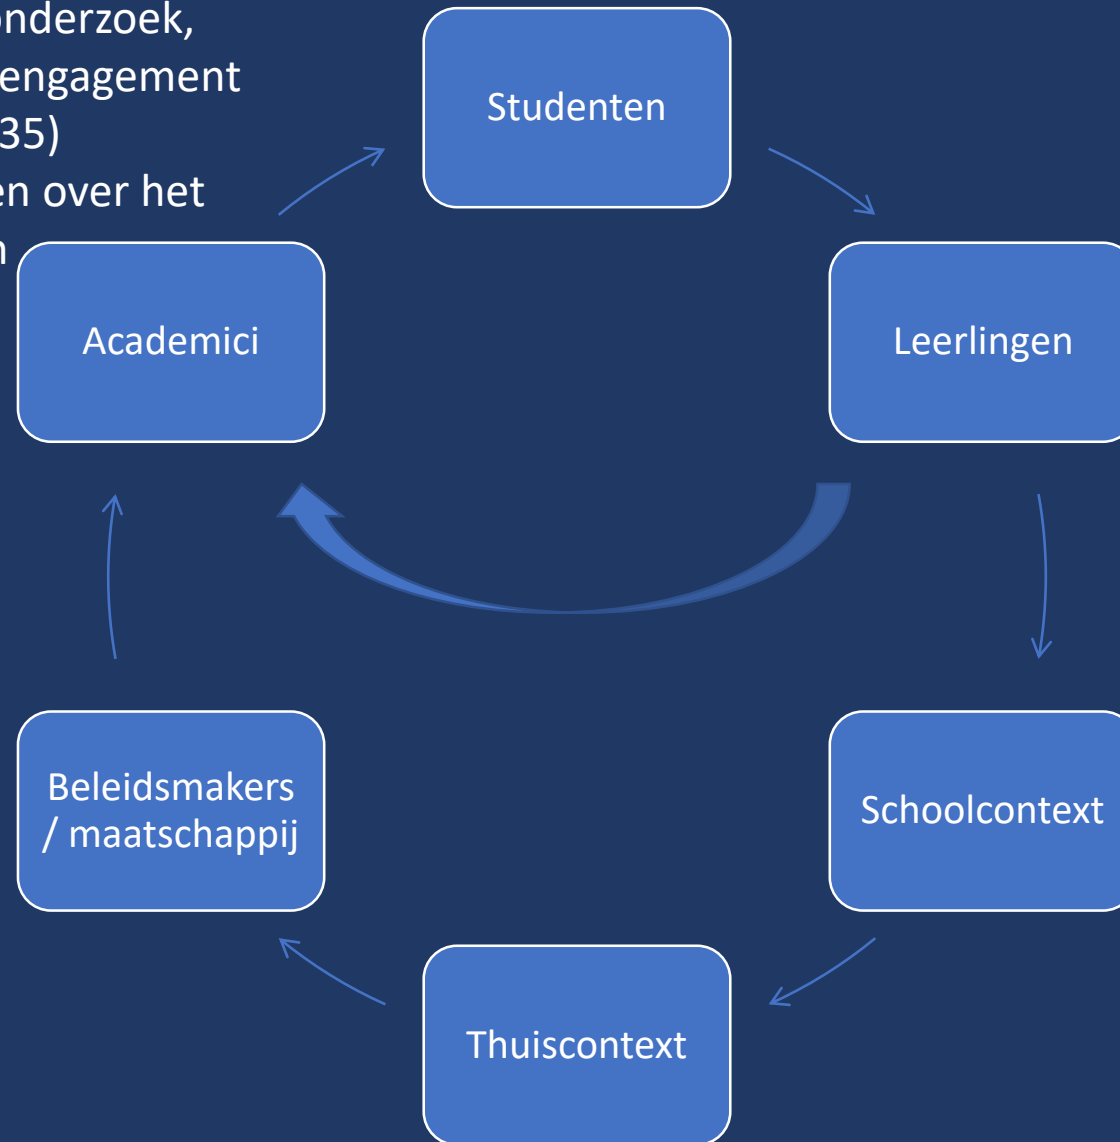 onderzoek,
engagement
35)
en over het
n
Studenten
Academici
Leerlingen
Beleidsmakers
/ maatschappij
Schoolcontext
Thuiscontext